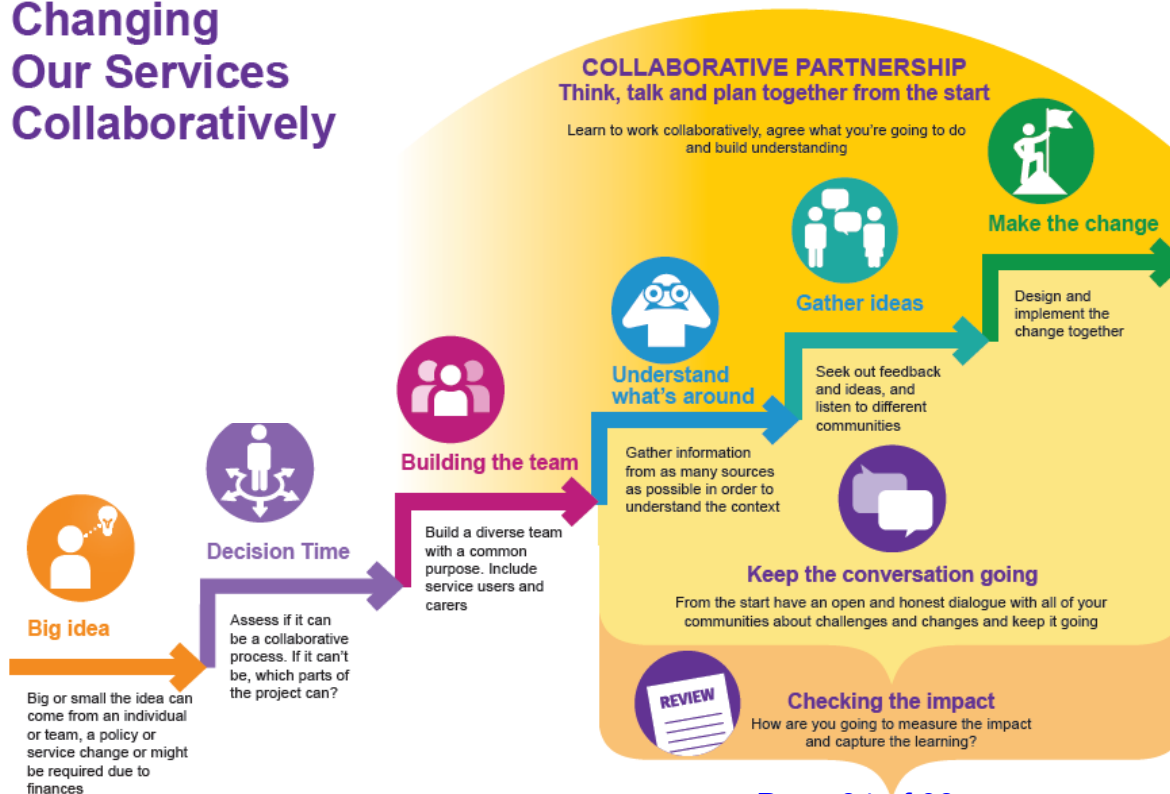 Changing
Our Services
Collaboratively
COLLABORATIVE PARTNERSHIP
Think, talk and plan together from the start
Learn to work collaboratively, agree what you're going to do
and build understanding
Big idea
Big or small the idea can
come from an individual
or team, a policy or
service change or might
be required due to
finances
Decision Time
Assess if it can
be a collaborative
process. If it can't
be, which parts of
the project can?
Building the team
Build a diverse team
with a common
purpose. Include
service users and
carers
Understand
what's around
Gather information
from as many sources
as possible in order to
understand the context
Gather ideas
Seek out feedback
and ideas, and
listen to different
communities
Make the change
Design and
implement the
change together
Keep the conversation going
From the start have an open and honest dialogue with all of your
communities about challenges and changes and keep it going
REVIEW
Checking the impact
How are you going to measure the impact
and capture the learning?